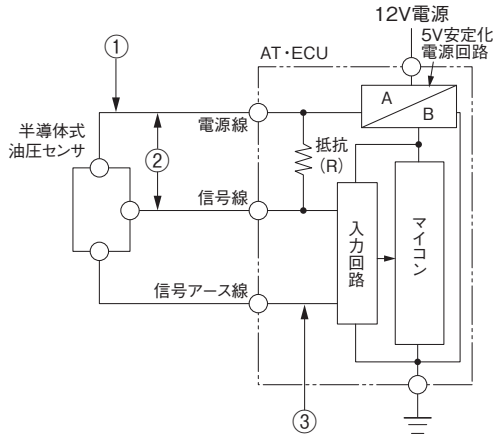 12V電源
5V安定化
電源回路
AT・ECU
①
A
B
半導体式
油圧センサ
電源線
②
抵抗
(R)
信号線
入力回路
マイコン
信号アース線
③